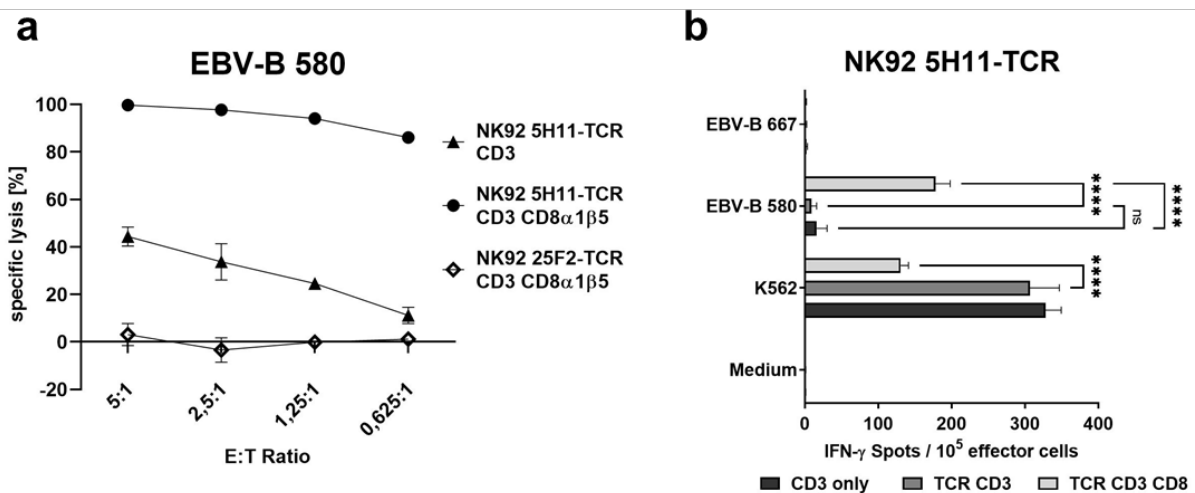 a
EBV-B 580
specific lysis [%]
100
80
60
40
20
0
-20
5:1
2,5:1
1,25:1
0,625:1
E:T Ratio
NK92 5H11-TCR
CD3
NK92 5H11-TCR
CD3 CD8α1β5
NK92 25F2-TCR
CD3 CD8α1β5
b
NK92 5H11-TCR
EBV-B 667
EBV-B 580
K562
Medium
****
ns
****
****
0
100
200
300
400
IFN-γ Spots / 10⁵ effector cells
CD3 only
TCR CD3
TCR CD3 CD8